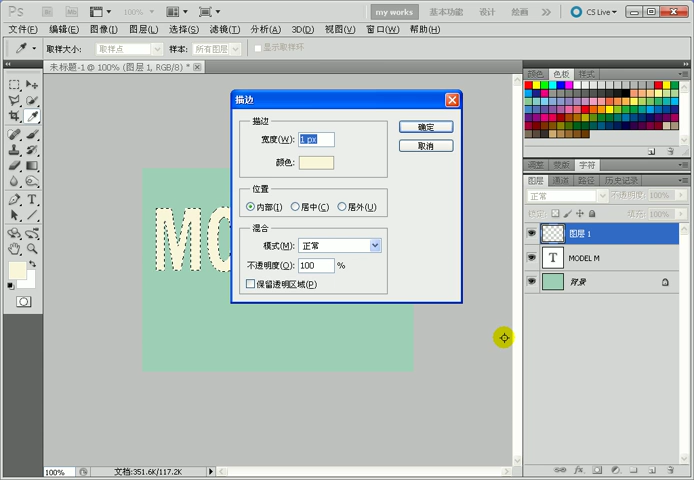 Ps 100% my works 基本功能 设计 绘画 CS Live
文件(F) 编辑(E) 图像(I) 图层(L) 选择(S) 滤镜(T) 分析(A) 3D(D) 视图(V) 窗口(W) 帮助(H)
取样大小: 取样点 样本: 所有图层 显示取样环
未标题-1 @ 100% (图层 1, RGB/8) *
颜色 色板 样式
描边
描边
宽度(W): 1 px
颜色:
确定
取消
位置
内部(I) 居中(C) 居外(U)
混合
模式(M): 正常
不透明度(O): 100 %
保留透明区域(P)
MO
调整 蒙版 字符
图层 通道 路径 历史记录
正常 不透明度: 100%
锁定: 填充: 100%
图层 1
T MODEL M
背景
100% 文档:351.6K/117.2K